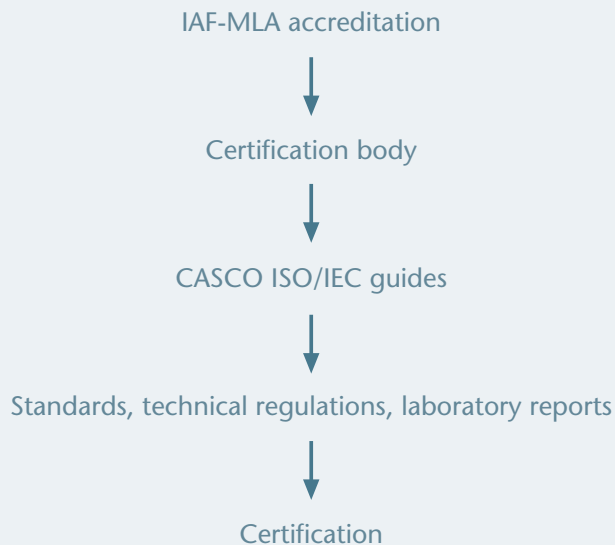 IAF-MLA accreditation
Certification body
CASCO ISO/IEC guides
Standards, technical regulations, laboratory reports
Certification